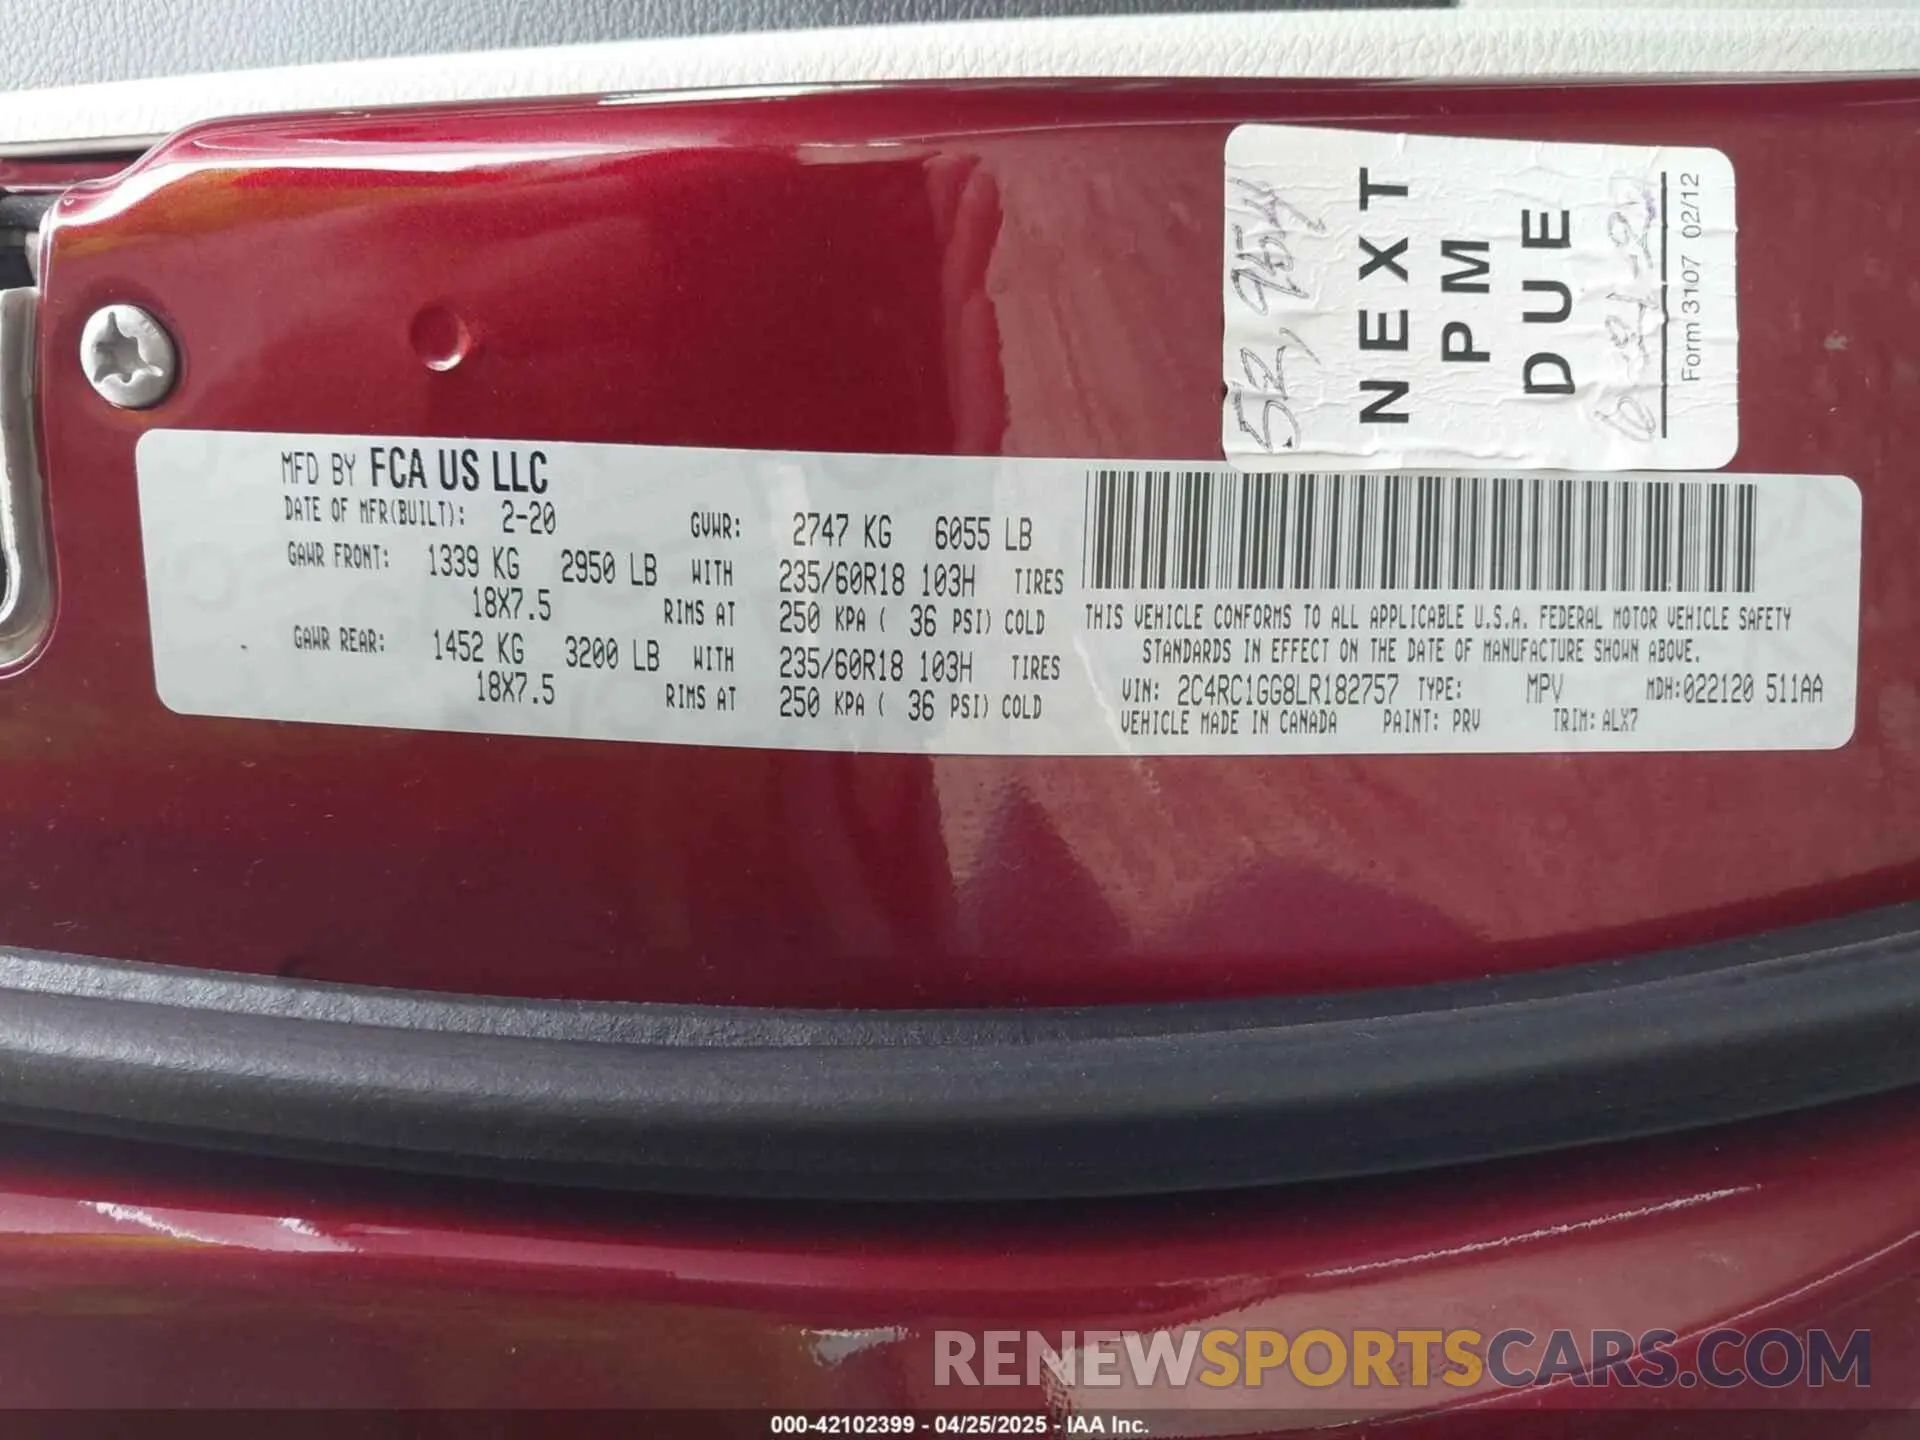 52,954
NEXT
PM
DUE
Form 3107 02/12
MFD BY FCA US LLC
DATE OF MFR(BUILT): 2-20 GVWR: 2747 KG 6055 LB
GAWR FRONT: 1339 KG 2950 LB WITH 235/60R18 103H TIRES
18X7.5 RIMS AT 250 KPA ( 36 PSI) COLD
GAWR REAR: 1452 KG 3200 LB WITH 235/60R18 103H TIRES
18X7.5 RIMS AT 250 KPA ( 36 PSI) COLD
THIS VEHICLE CONFORMS TO ALL APPLICABLE U.S.A. FEDERAL MOTOR VEHICLE SAFETY
STANDARDS IN EFFECT ON THE DATE OF MANUFACTURE SHOWN ABOVE.
VIN: 2C4RC1GG8LR182757 TYPE: MPV MDH:022120 511AA
VEHICLE MADE IN CANADA PAINT: PRV TRIM: ALX7
RENEWSPORTSCARS.COM
000-42102399 - 04/25/2025 - IAA Inc.